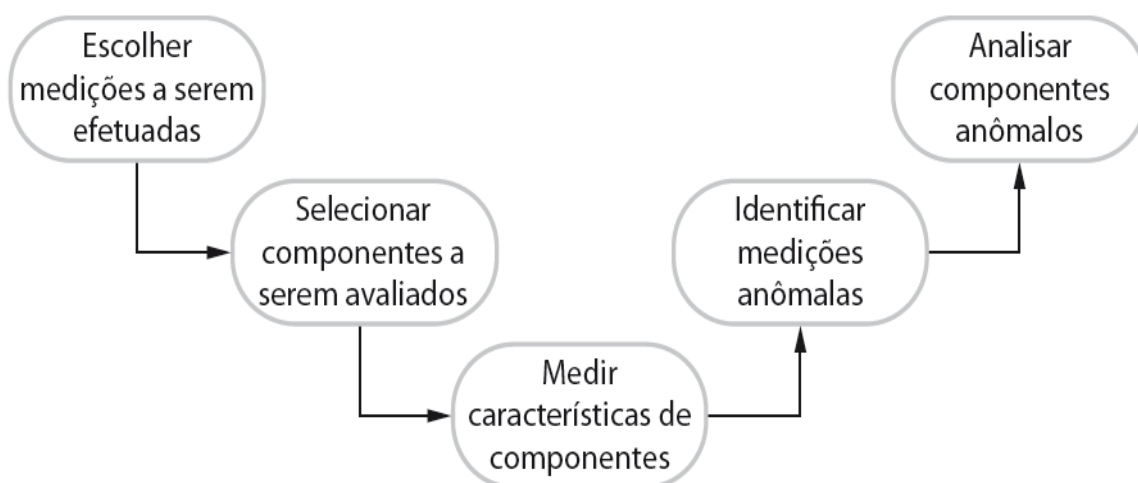 Escolher
medições a serem
efetuadas
Selecionar
componentes a
serem avaliados
Medir
características de
componentes
Identificar
medições
anômalas
Analisar
componentes
anômalos